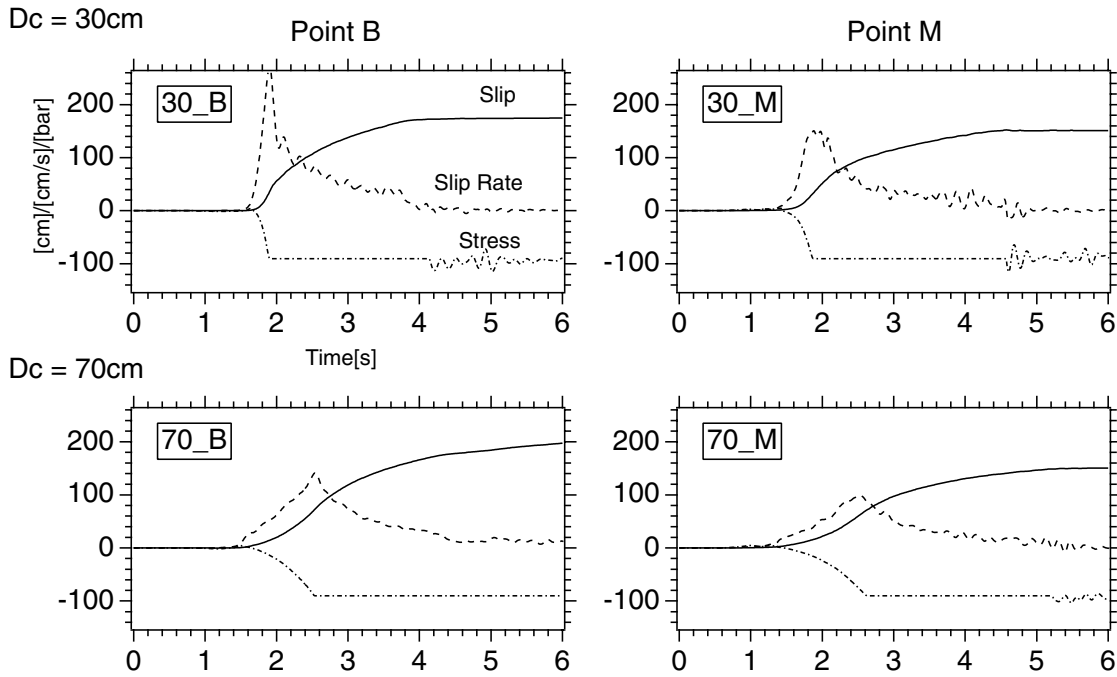 Dc = 30cm
Point B
Point M
30_B
Slip
Slip Rate
Stress
[cm]/[cm/s]/[bar]
200
100
0
-100
0 1 2 3 4 5 6
Time[s]
30_M
200
100
0
-100
0 1 2 3 4 5 6
Dc = 70cm
70_B
200
100
0
-100
0 1 2 3 4 5 6
70_M
200
100
0
-100
0 1 2 3 4 5 6